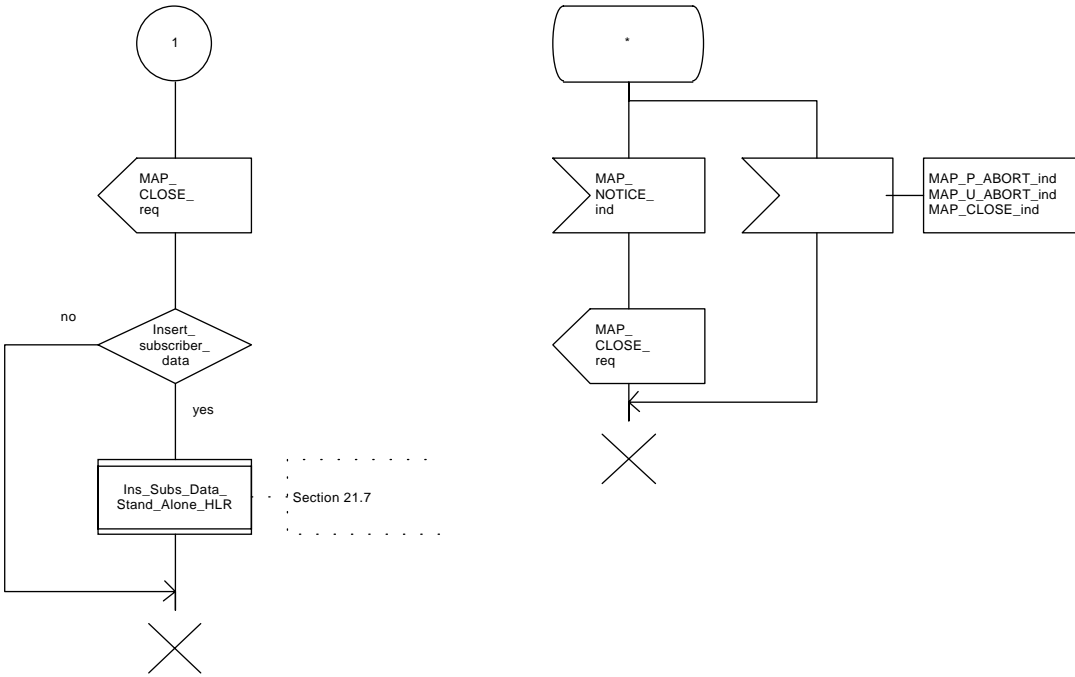 1
MAP_
CLOSE_
req
no
Insert_
subscriber_
data
yes
Ins_Subs_Data_
Stand_Alone_HLR
Section 21.7
*
MAP_
NOTICE_
ind
MAP_P_ABORT_ind
MAP_U_ABORT_ind
MAP_CLOSE_ind
MAP_
CLOSE_
req